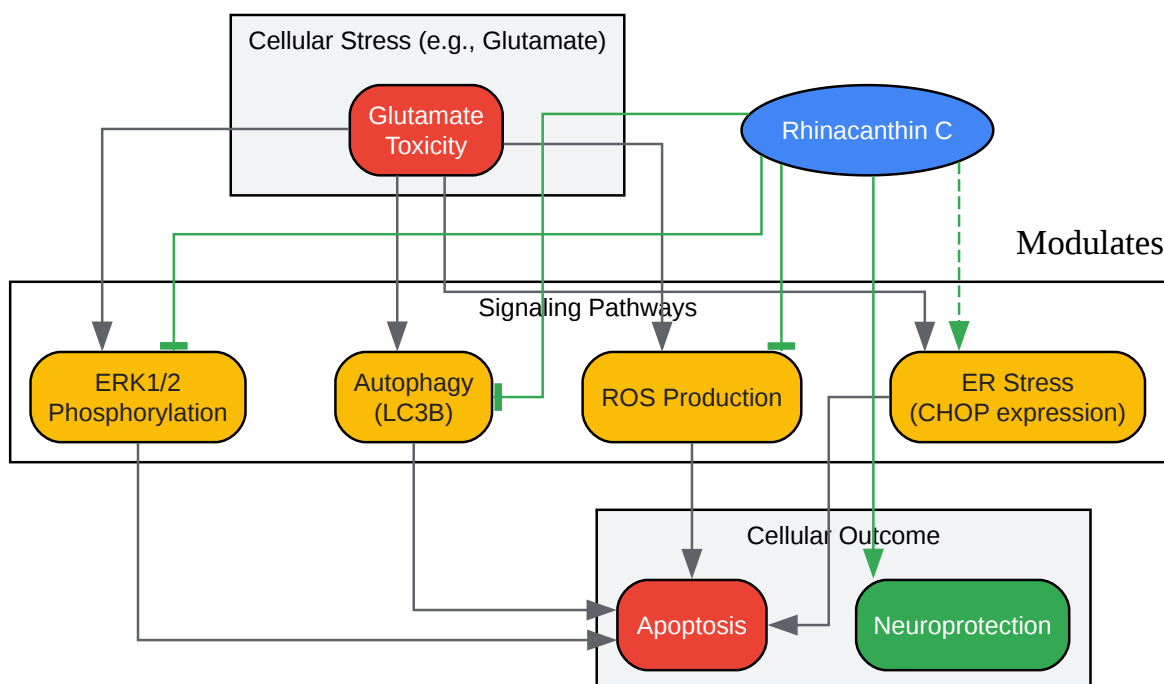 Cellular Stress (e.g., Glutamate)
Glutamate
Toxicity
Rhinacanthin C
Modulates
Signaling Pathways
ERK1/2
Phosphorylation
Autophagy
(LC3B)
ROS Production
ER Stress
(CHOP expression)
Cellular Outcome
Apoptosis
Neuroprotection